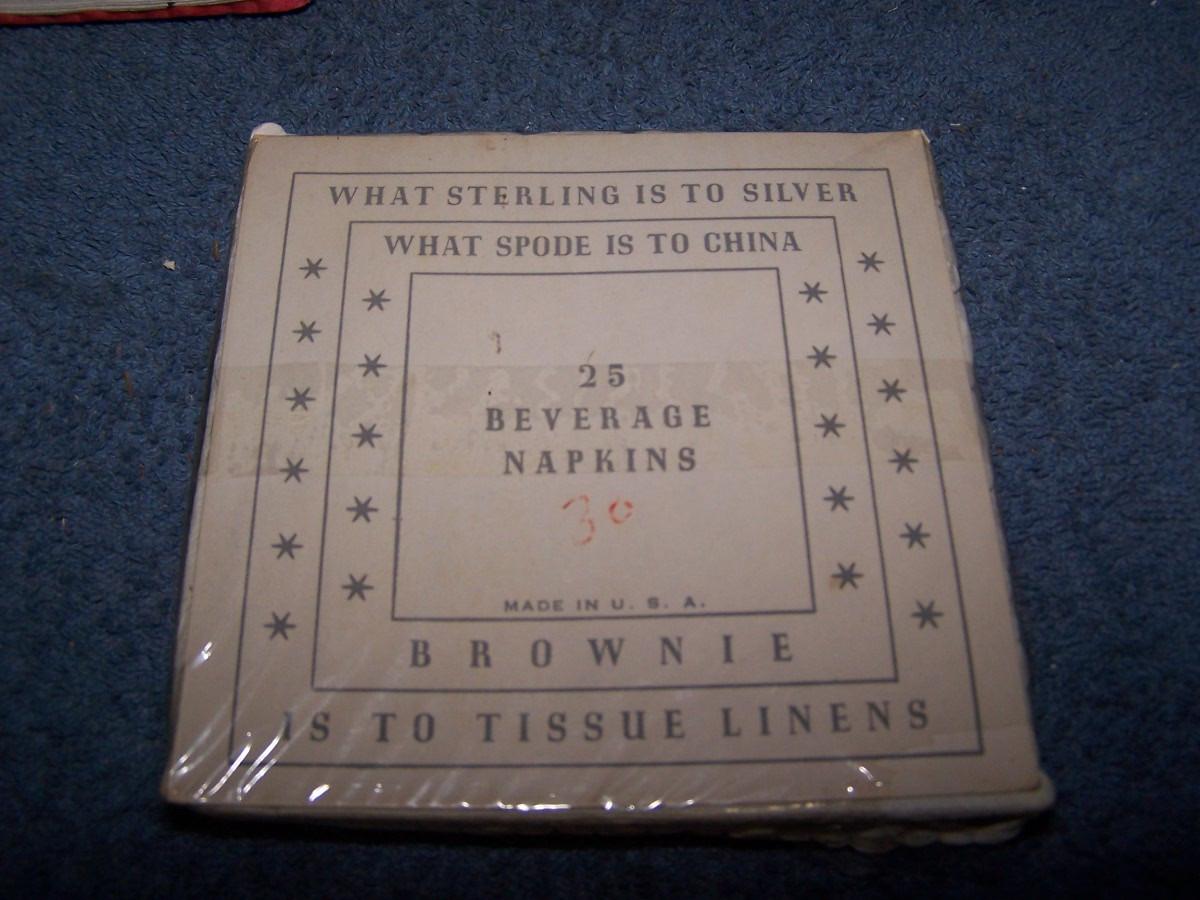 WHAT STERLING IS TO SILVER
WHAT SPODE IS TO CHINA
25
BEVERAGE
NAPKINS
30
MADE IN U. S. A.
BROWNIE
IS TO TISSUE LINENS